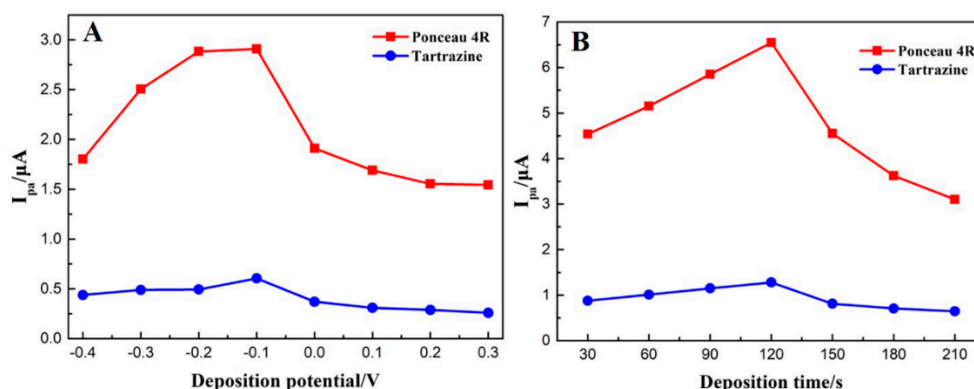 A
Ponceau 4R
Tartrazine
3.0
2.5
2.0
1.5
1.0
0.5
0.0
I_pa/μA
-0.4 -0.3 -0.2 -0.1 0.0 0.1 0.2 0.3
Deposition potential/V
B
Ponceau 4R
Tartrazine
7
6
5
4
3
2
1
0
I_pa/μA
30 60 90 120 150 180 210
Deposition time/s